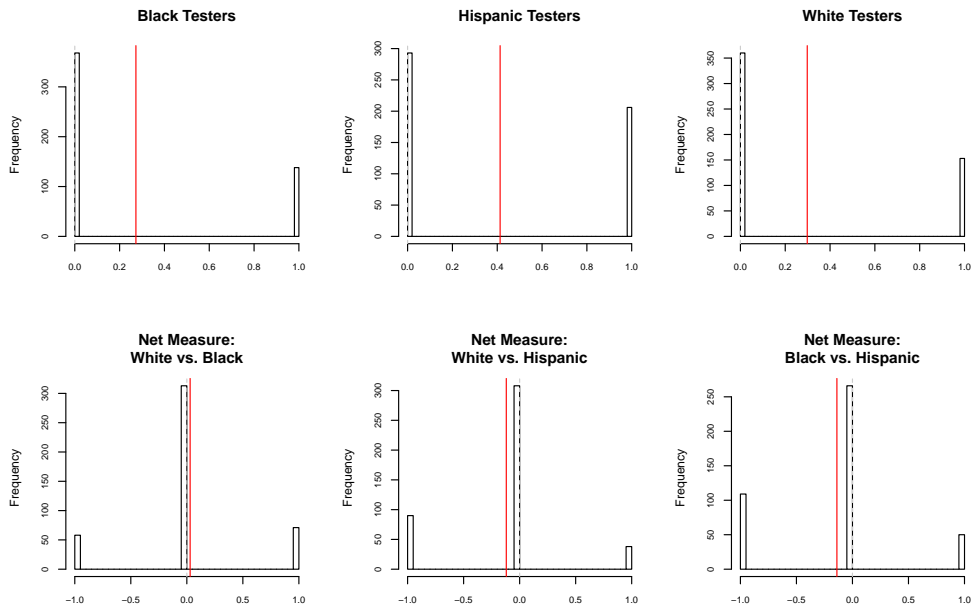 Black Testers
Frequency
0
100
200
300
0.0 0.2 0.4 0.6 0.8 1.0
Hispanic Testers
Frequency
0
50
100
150
200
250
300
0.0 0.2 0.4 0.6 0.8 1.0
White Testers
Frequency
0
50
100
150
200
250
300
350
0.0 0.2 0.4 0.6 0.8 1.0
Net Measure:
White vs. Black
Frequency
0
50
100
150
200
250
300
−1.0 −0.5 0.0 0.5 1.0
Net Measure:
White vs. Hispanic
Frequency
0
50
100
150
200
250
300
−1.0 −0.5 0.0 0.5 1.0
Net Measure:
Black vs. Hispanic
Frequency
0
50
100
150
200
250
−1.0 −0.5 0.0 0.5 1.0